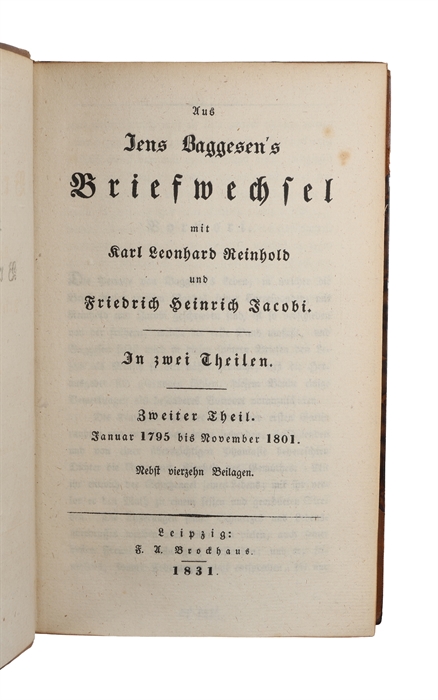 Aus
Jens Baggesen's
Briefwechsel
mit
Karl Leonhard Reinhold
und
Friedrich Heinrich Jacobi.
In zwei Theilen.
Zweiter Theil.
Januar 1795 bis November 1801.
Nebst vierzehn Beilagen.
Leipzig:
F. A. Brockhaus.
1831.